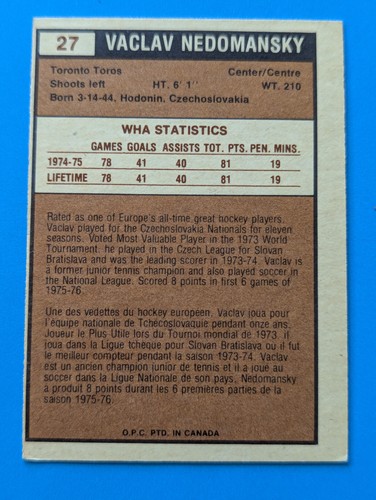 27 VACLAV NEDOMANSKY
Toronto Toros Center/Centre
Shoots left HT. 6' 1" WT. 210
Born 3-14-44, Hodonin, Czechoslovakia
WHA STATISTICS
GAMES GOALS ASSISTS TOT. PTS. PEN. MINS.
1974-75 78 41 40 81 19
LIFETIME 78 41 40 81 19
Rated as one of Europe's all-time great hockey players,
Vaclav played for the Czechoslovakia Nationals for eleven
seasons. Voted Most Valuable Player in the 1973 World
Tournament, he played in the Czech League for Slovan
Bratislava and was the leading scorer in 1973-74. Vaclav is
a former junior tennis champion and also played soccer in
the National League. Scored 8 points in first 6 games of
1975-76.
Une des vedettes du hockey européen, Vaclav joua pour
l'équipe nationale de Tchécoslovaquie pendant onze ans.
Joueur le Plus Utile lors du Tournoi mondial de 1973, il
joua dans la Ligue tchèque pour Slovan Bratislava où il fut
le meilleur compteur pendant la saison 1973-74. Vaclav
est un ancien champion junior de tennis et il a joué au
soccer dans la Ligue Nationale de son pays. Nedomansky
a produit 8 points durant les 6 premières parties de la
saison 1975-76.
O.P.C. PTD. IN CANADA